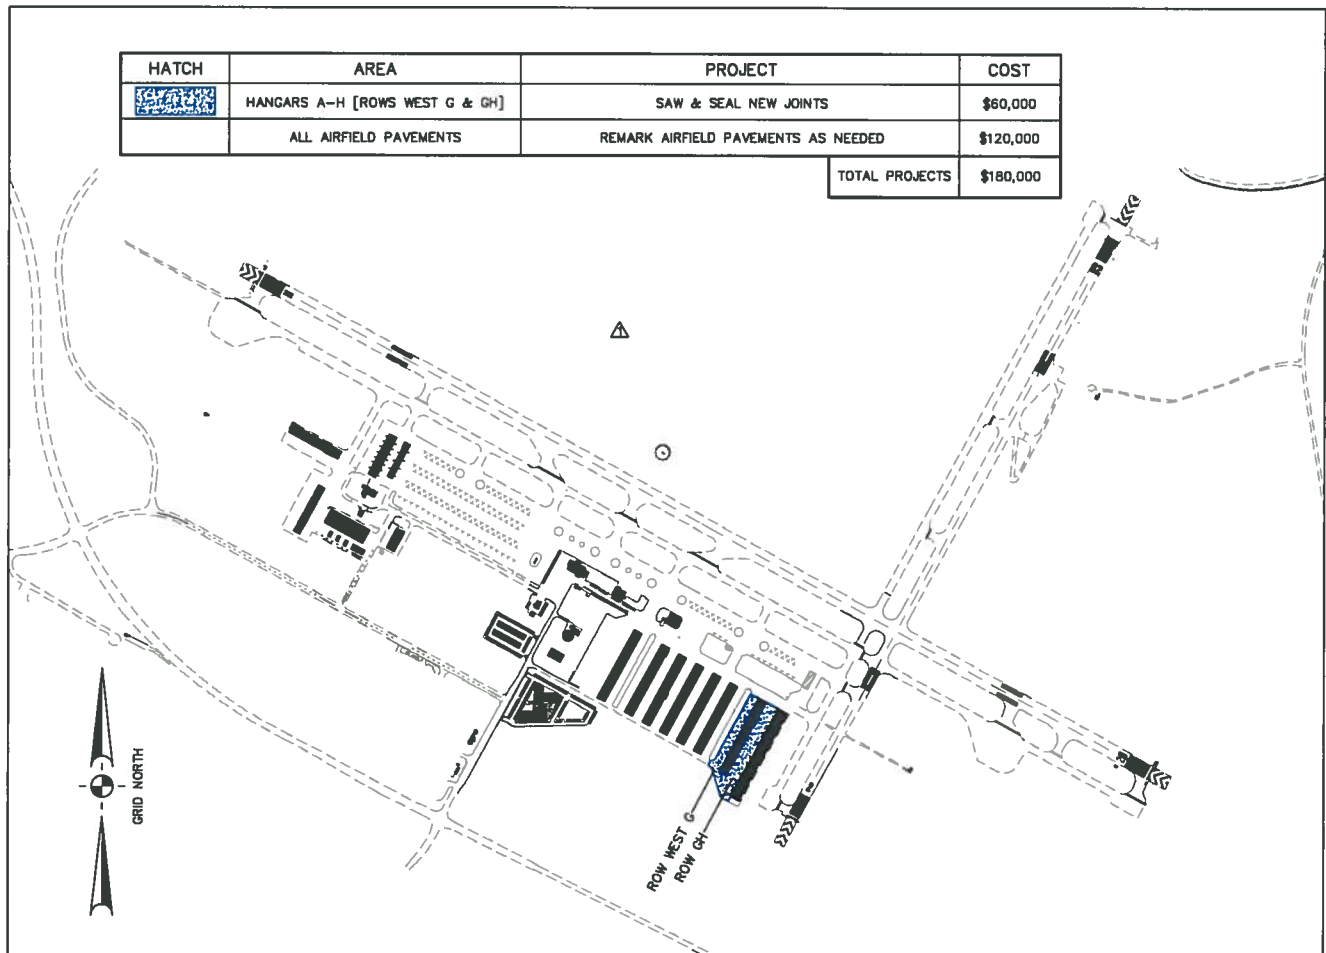 HATCH AREA PROJECT COST
HANGARS A-H [ROWS WEST G & GH] SAW & SEAL NEW JOINTS $60,000
ALL AIRFIELD PAVEMENTS REMARK AIRFIELD PAVEMENTS AS NEEDED $120,000
TOTAL PROJECTS $180,000
GRID NORTH
ROW WEST G
ROW GH